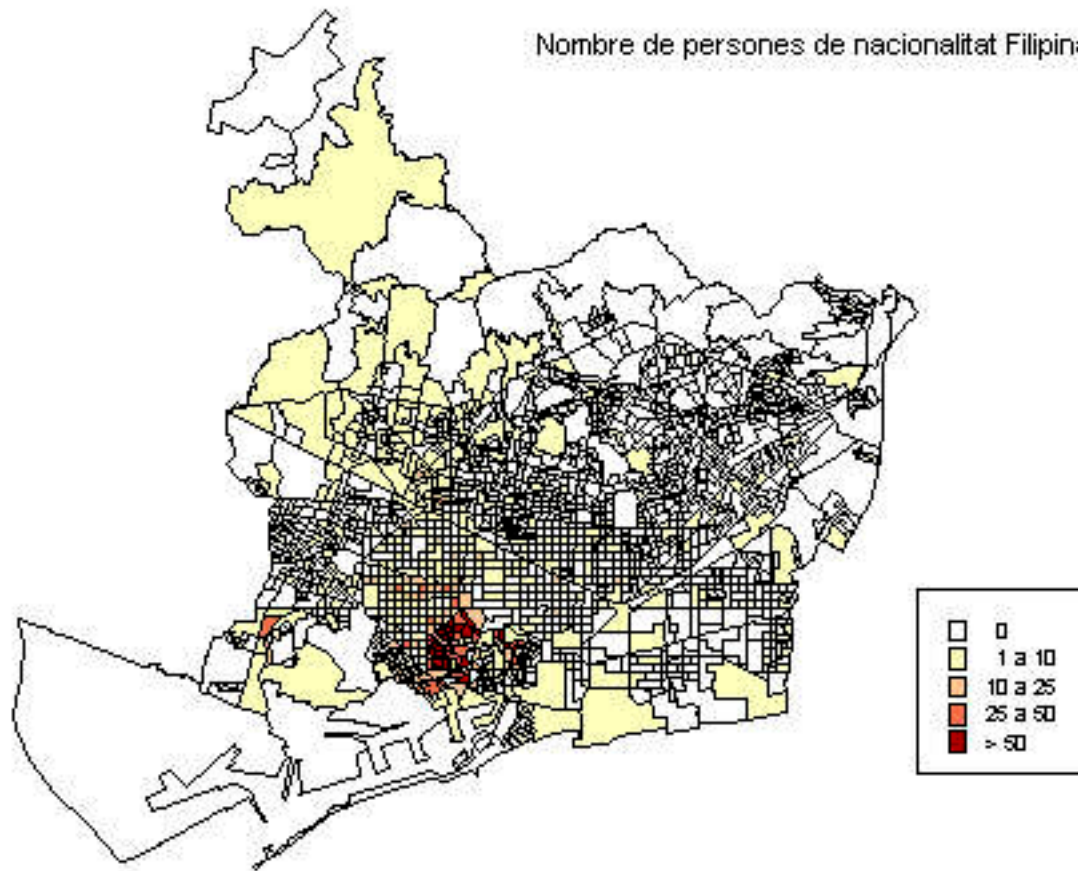 Nombre de persones de nacionalitat Filipina
0
1 a 10
10 a 25
25 a 50
> 50